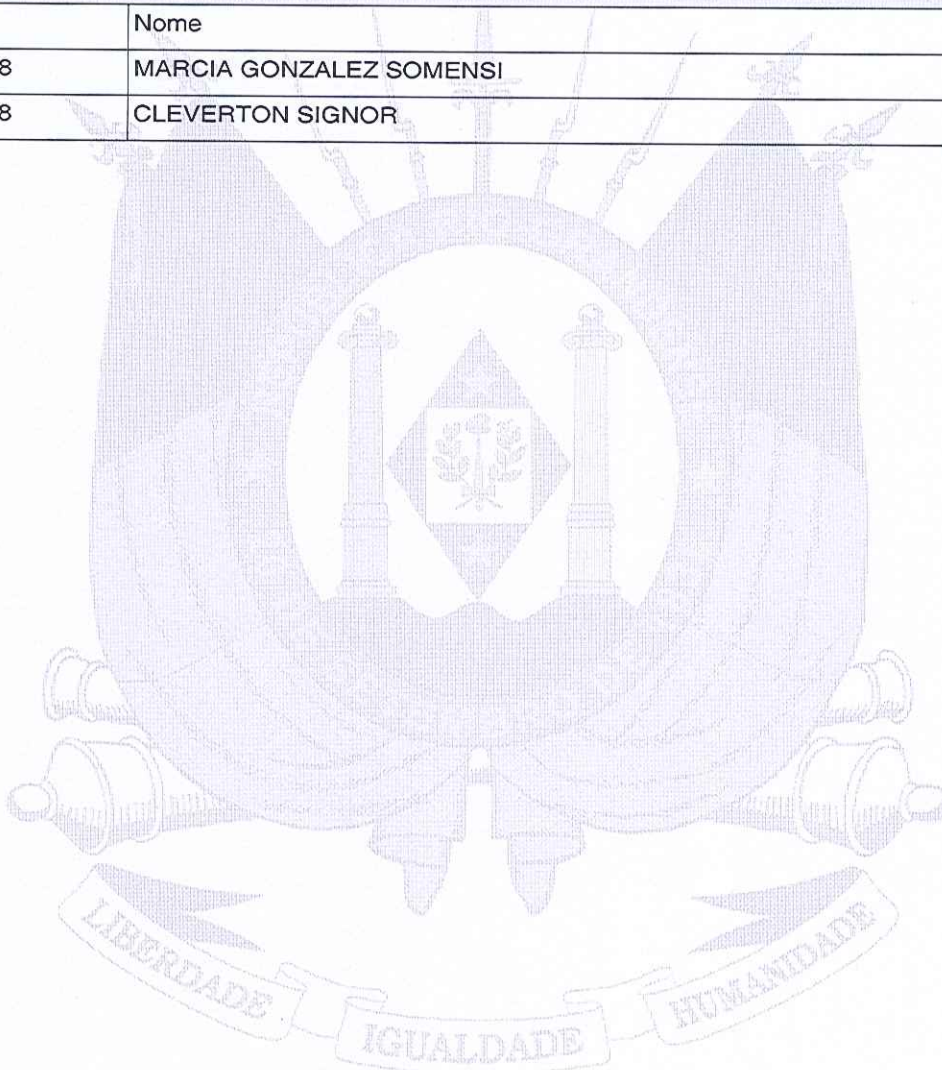 Nome
8 MARCIA GONZALEZ SOMENSI
8 CLEVERTON SIGNOR
LIBERDADE
IGUALDADE
HUMANIDADE